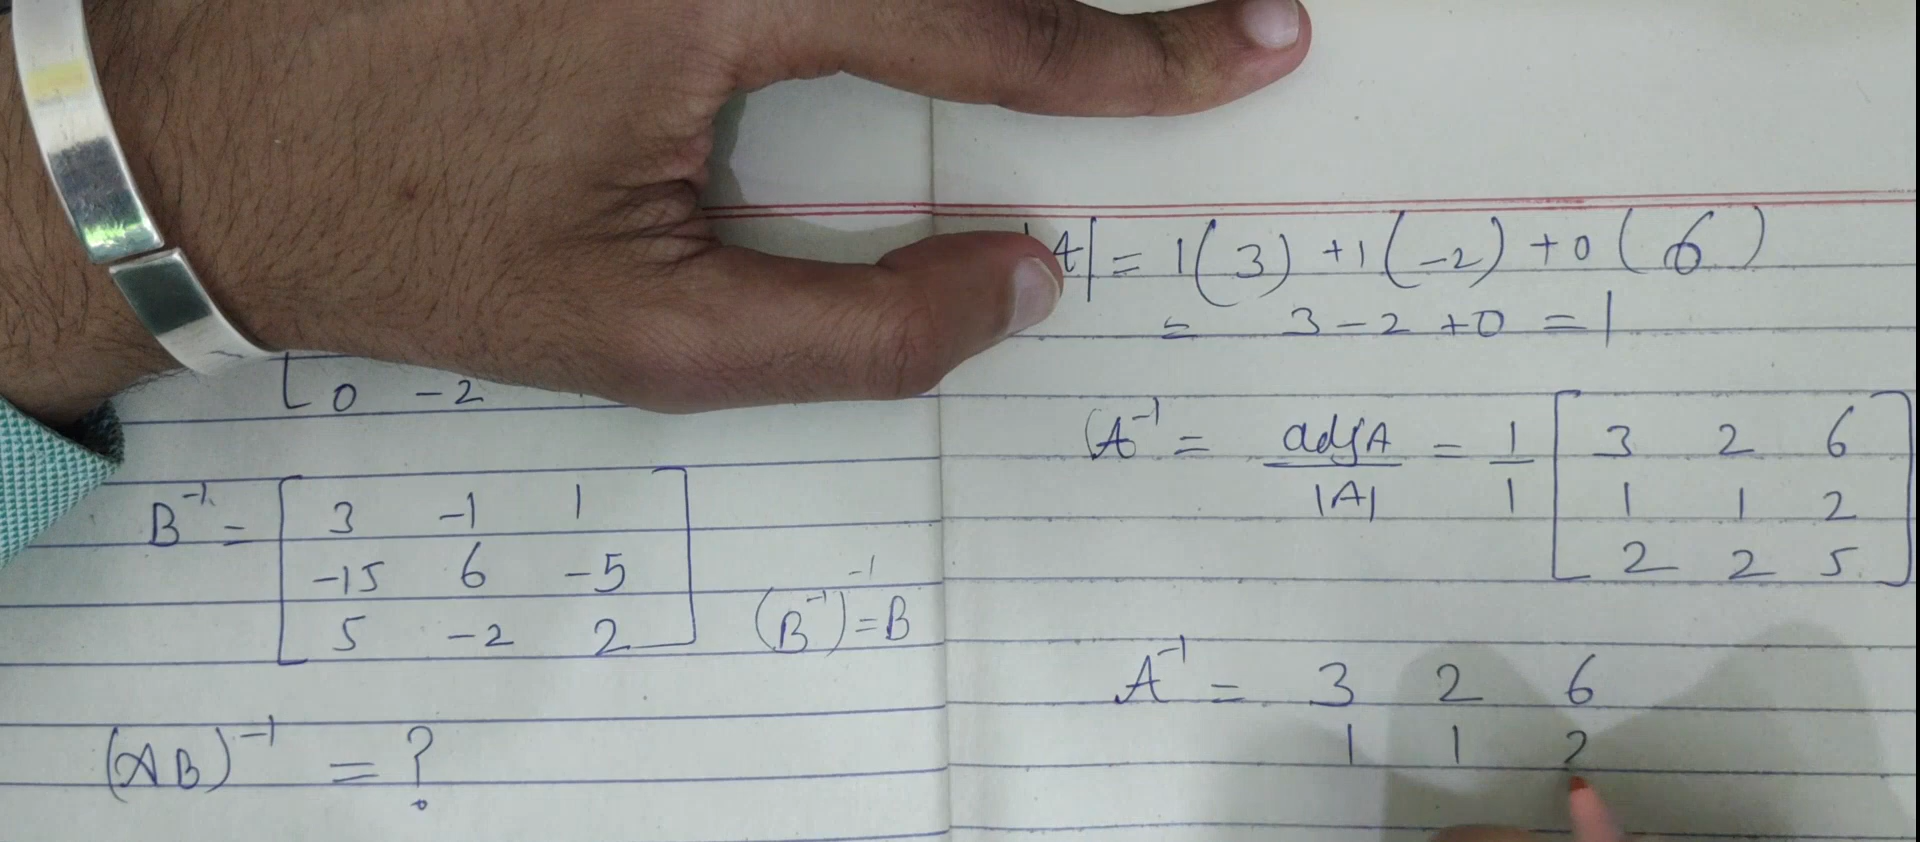 [ 0 -2
B⁻¹ = [ 3 -1 1
-15 6 -5
5 -2 2 ]
(B⁻¹)⁻¹ = B
(AB)⁻¹ = ?
|A| = 1(3) +1(-2) +0(6)
= 3 - 2 + 0 = 1
(A⁻¹ = adjA/|A| = 1/1 [ 3 2 6
1 1 2
2 2 5 ]
A⁻¹ = 3 2 6
1 1 2